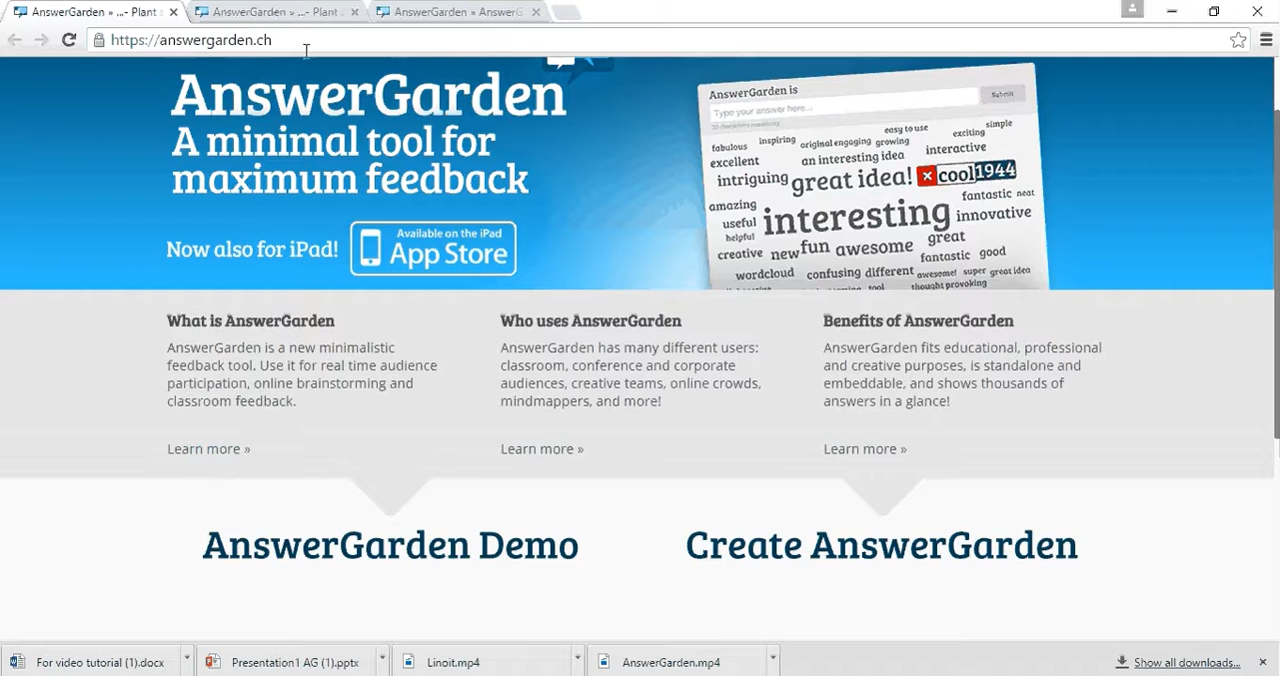 AnswerGarden » ...- Plant
AnswerGarden » ...- Plant
AnswerGarden » AnswerG
https://answergarden.ch
AnswerGarden
A minimal tool for
maximum feedback
Now also for iPad!
Available on the iPad
App Store
AnswerGarden is
Submit
Type your answer here...
fabulous inspiring original engaging growing easy to use exciting simple
excellent an interesting idea interactive
intriguing great idea! cool 1944
amazing fantastic neat
useful interesting innovative
helpful
creative new fun awesome great
fantastic good
wordcloud confusing different awesome! super great idea
tool thought provoking
What is AnswerGarden
AnswerGarden is a new minimalistic
feedback tool. Use it for real time audience
participation, online brainstorming and
classroom feedback.
Learn more »
Who uses AnswerGarden
AnswerGarden has many different users:
classroom, conference and corporate
audiences, creative teams, online crowds,
mindmappers, and more!
Learn more »
Benefits of AnswerGarden
AnswerGarden fits educational, professional
and creative purposes, is standalone and
embeddable, and shows thousands of
answers in a glance!
Learn more »
AnswerGarden Demo
Create AnswerGarden
For video tutorial (1).docx
Presentation1 AG (1).pptx
Linoit.mp4
AnswerGarden.mp4
Show all downloads...